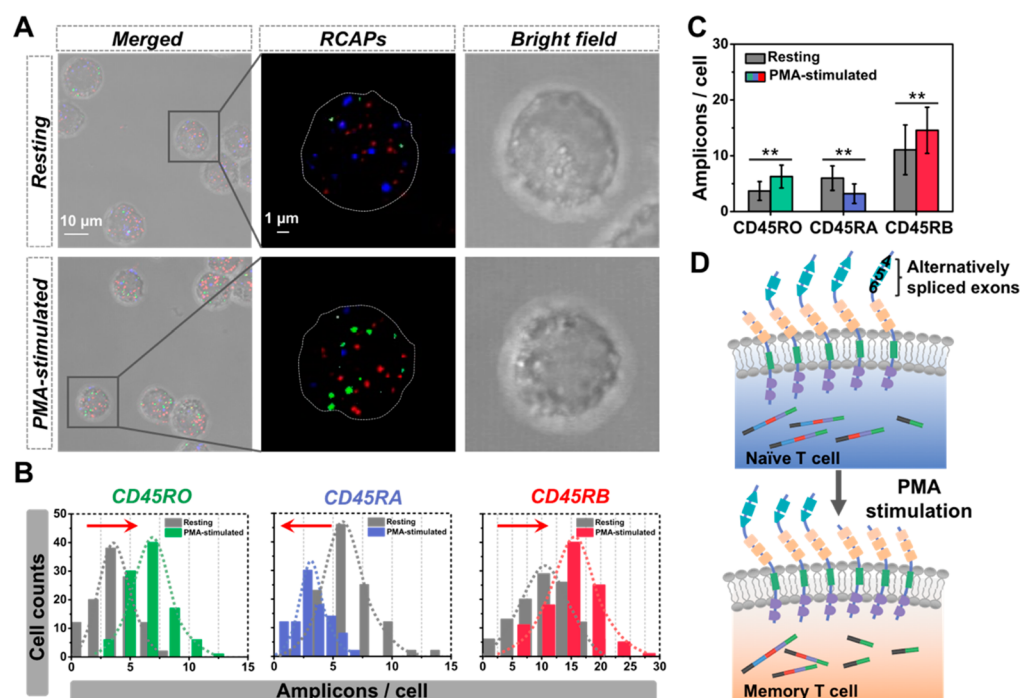 A
Merged
RCAPs
Bright field
Resting
10 μm
1 μm
PMA-stimulated
B
CD45RO
CD45RA
CD45RB
Cell counts
50
40
30
20
10
0
Resting
PMA-stimulated
Resting
PMA-stimulated
Resting
PMA-stimulated
0 5 10 15
0 5 10 15
0 5 10 15 20 25 30
Amplicons / cell
C
Amplicons / cell
30
20
10
0
Resting
PMA-stimulated
**
**
**
CD45RO
CD45RA
CD45RB
D
4 5 6
Alternatively
spliced exons
Naïve T cell
PMA
stimulation
Memory T cell